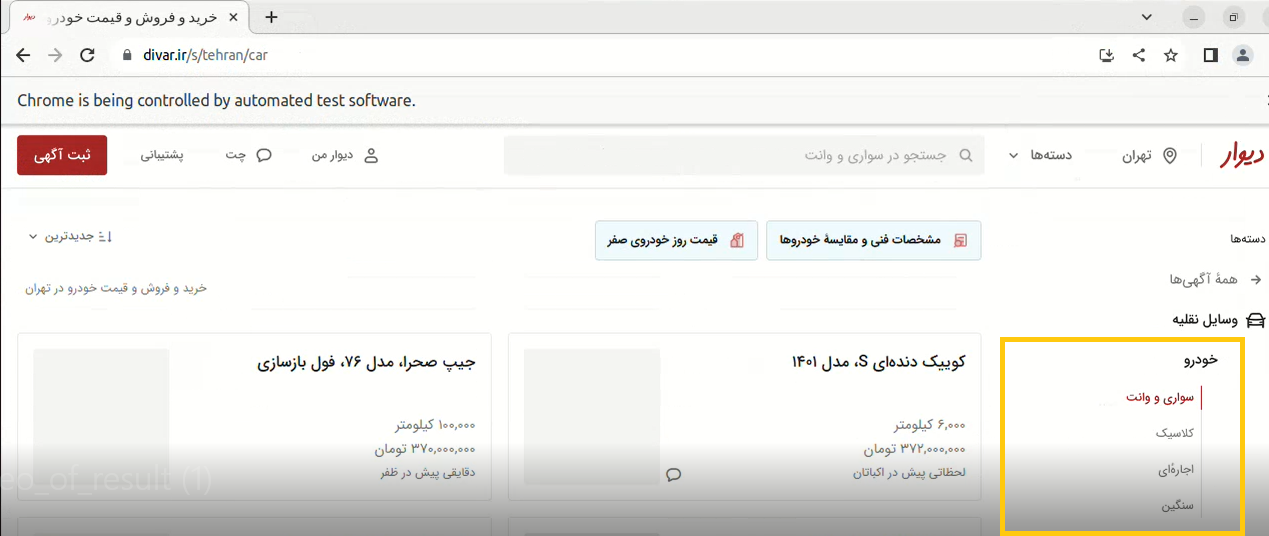 خرید و فروش و قیمت خودرو
divar.ir/s/tehran/car
Chrome is being controlled by automated test software.
دیوار
تهران
دسته‌ها
جستجو در سواری و وانت
دیوار من
چت
پشتیبانی
ثبت آگهی
دسته‌ها
همهٔ آگهی‌ها
وسایل نقلیه
خودرو
سواری و وانت
کلاسیک
اجاره‌ای
سنگین
مشخصات فنی و مقایسهٔ خودروها
قیمت روز خودروی صفر
جدیدترین
خرید و فروش و قیمت خودرو در تهران
کوییک دنده‌ای S، مدل ۱۴۰۱
۶,۰۰۰ کیلومتر
۳۷۲,۰۰۰,۰۰۰ تومان
لحظاتی پیش در اکباتان
جیپ صحرا، مدل ۷۶، فول بازسازی
۱۰۰,۰۰۰ کیلومتر
۳۷۰,۰۰۰,۰۰۰ تومان
دقایقی پیش در ظفر
eo_of_result (1)